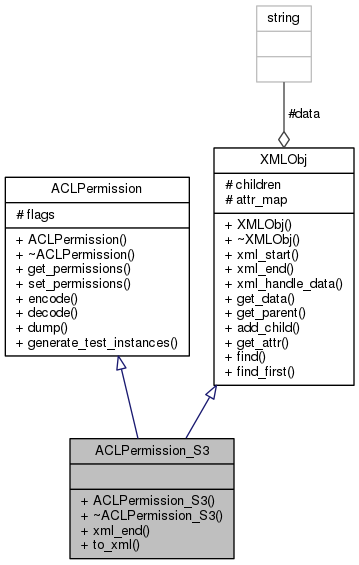 string
#data
XMLObj
# children
# attr_map
+ XMLObj()
+ ~XMLObj()
+ xml_start()
+ xml_end()
+ xml_handle_data()
+ get_data()
+ get_parent()
+ add_child()
+ get_attr()
+ find()
+ find_first()
ACLPermission
# flags
+ ACLPermission()
+ ~ACLPermission()
+ get_permissions()
+ set_permissions()
+ encode()
+ decode()
+ dump()
+ generate_test_instances()
ACLPermission_S3
+ ACLPermission_S3()
+ ~ACLPermission_S3()
+ xml_end()
+ to_xml()